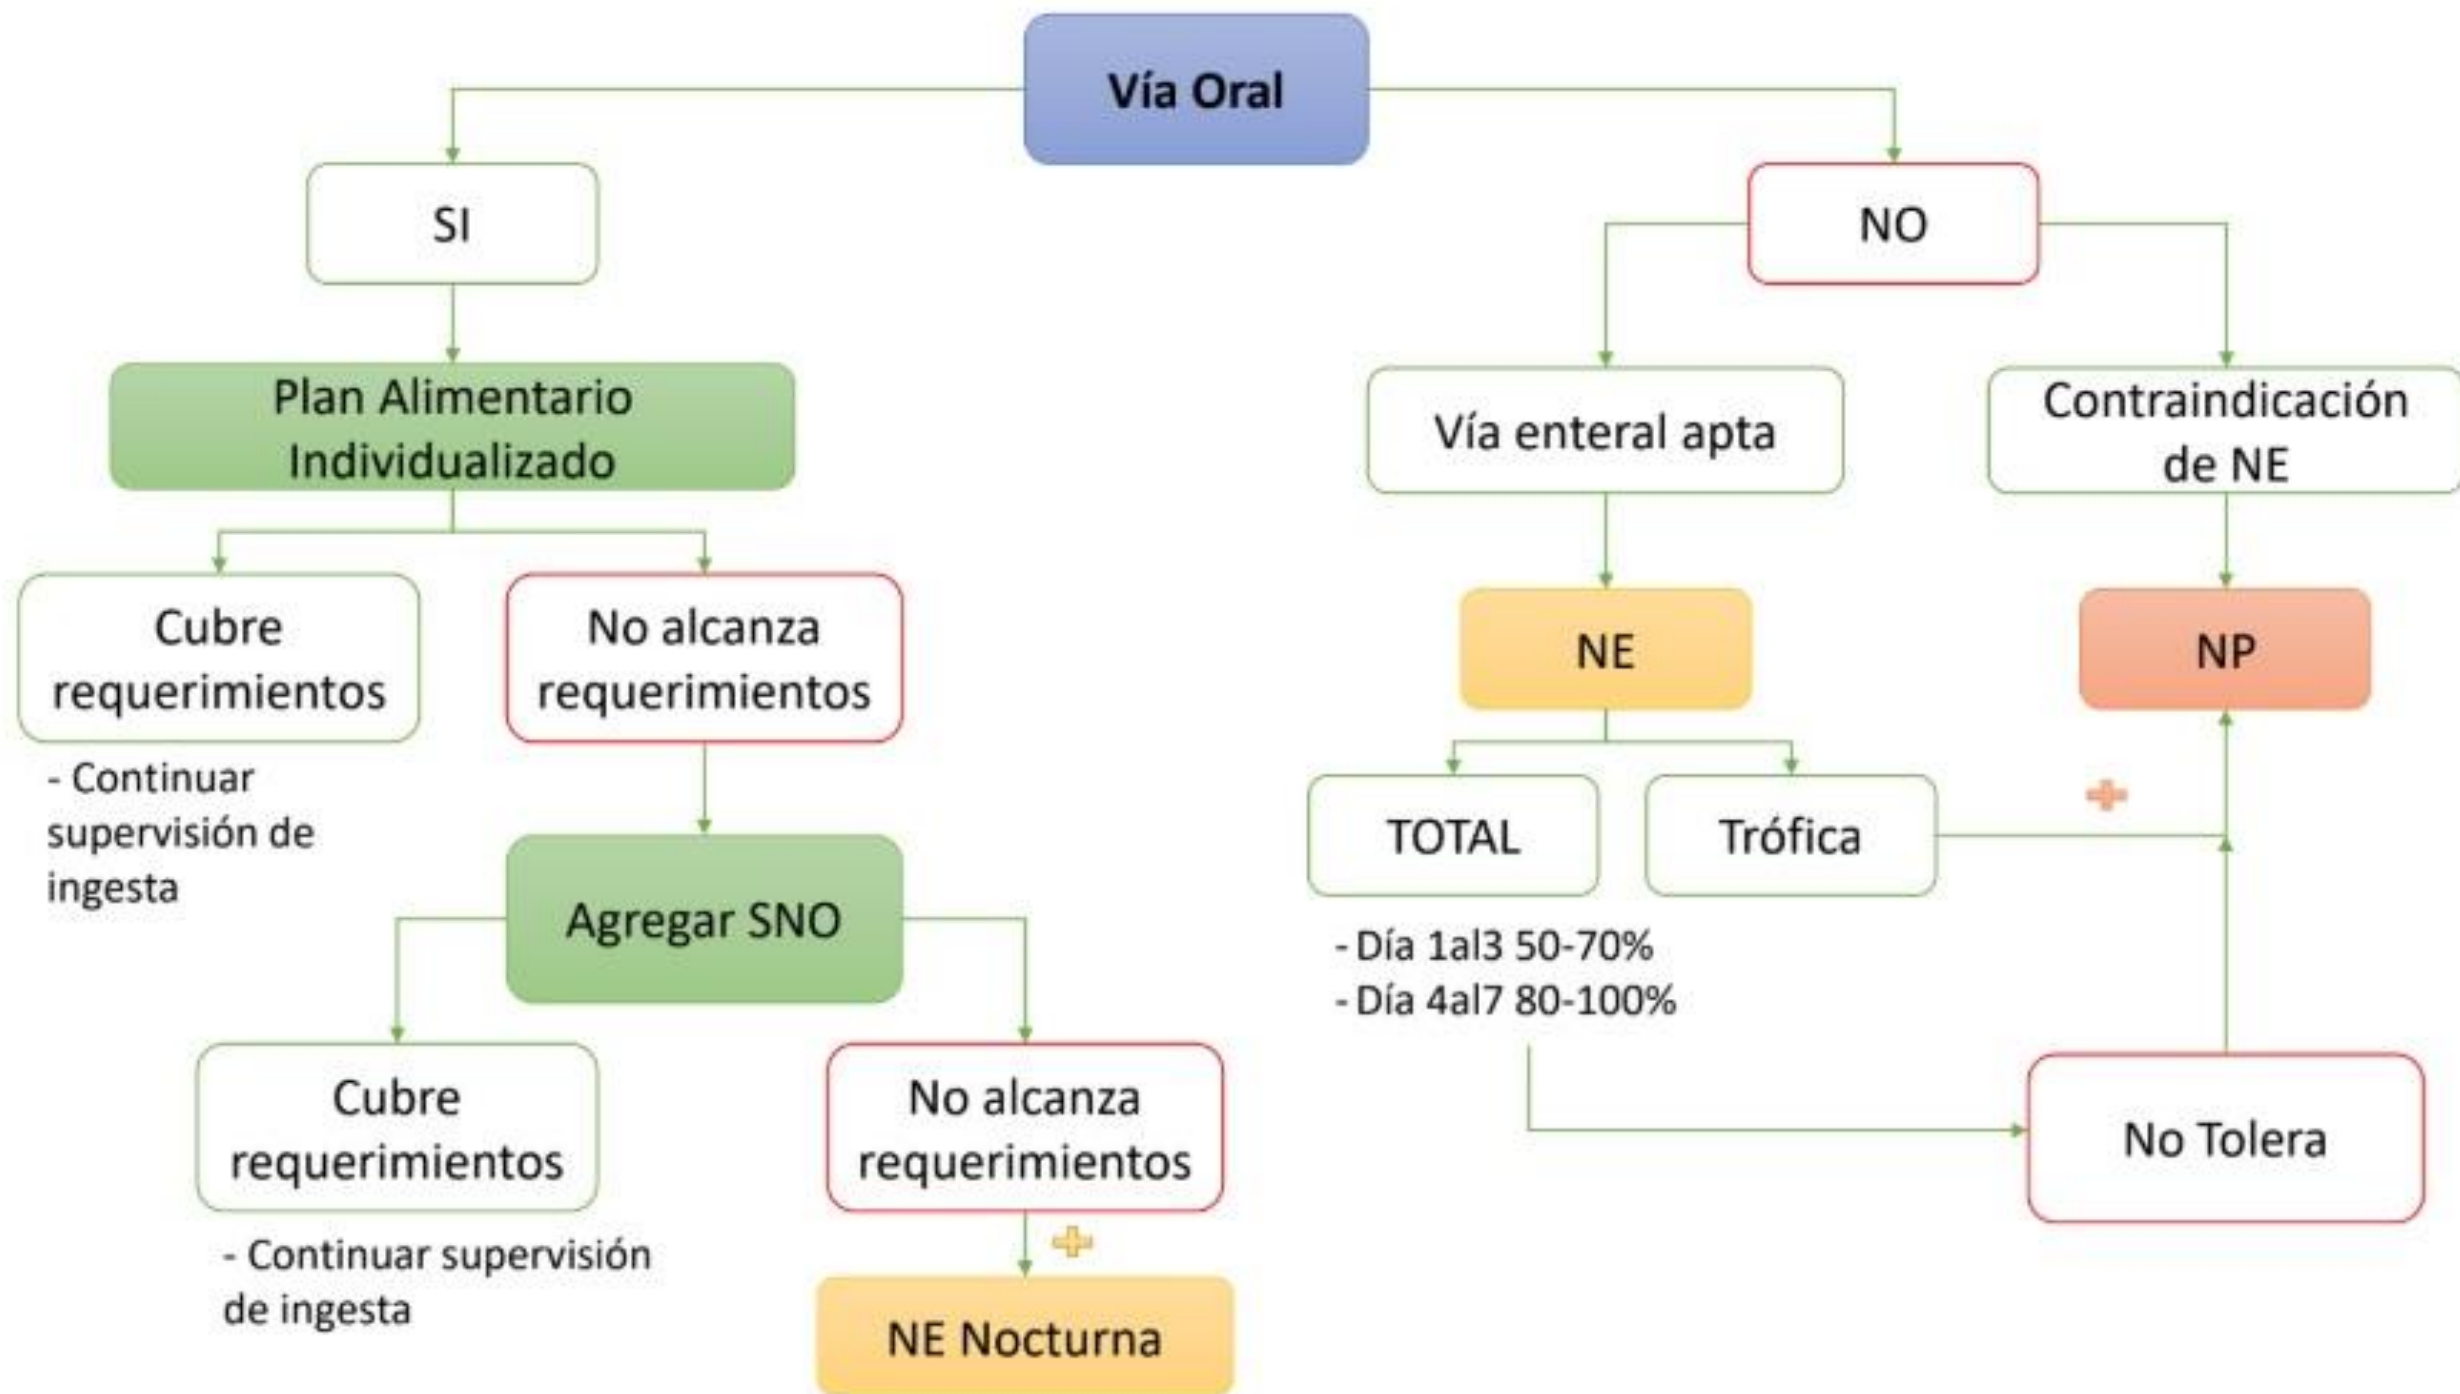 Vía Oral
SI
NO
Plan Alimentario
Individualizado
Vía enteral apta
Contraindicación
de NE
Cubre
requerimientos
No alcanza
requerimientos
NE
NP
- Continuar
supervisión de
ingesta
TOTAL
Trófica
Agregar SNO
- Día 1al3 50-70%
- Día 4al7 80-100%
Cubre
requerimientos
No alcanza
requerimientos
No Tolera
- Continuar supervisión
de ingesta
NE Nocturna